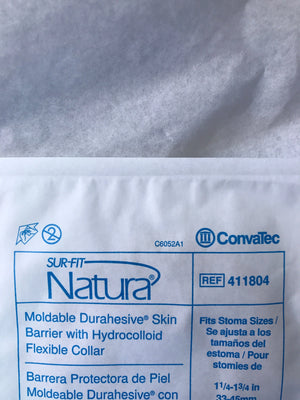 C6052A1
ConvaTec
SUR-FIT
Natura®
REF 411804
Moldable Durahesive® Skin
Barrier with Hydrocolloid
Flexible Collar
Barrera Protectora de Piel
Moldeable Durahesive® con
Fits Stoma Sizes /
Se ajusta a los
tamaños del
estoma / Pour
stomies de
1¼-1¾ in
33-45mm